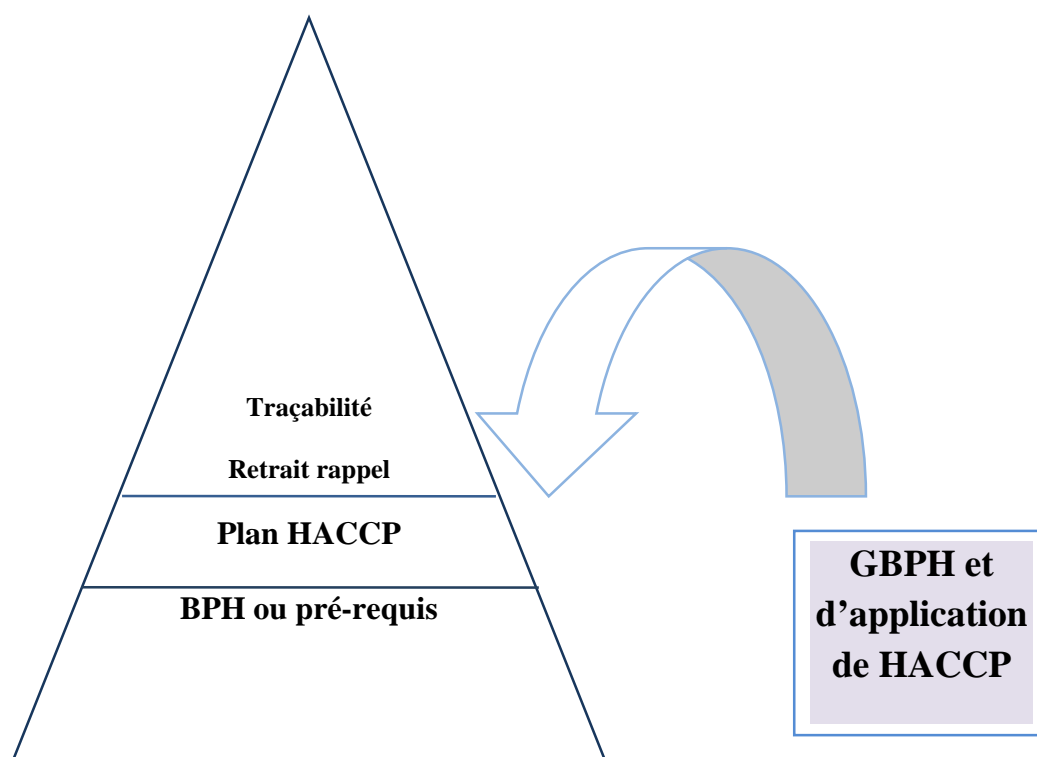 Traçabilité
Retrait rappel
Plan HACCP
BPH ou pré-requis
GBPH et
d’application
de HACCP